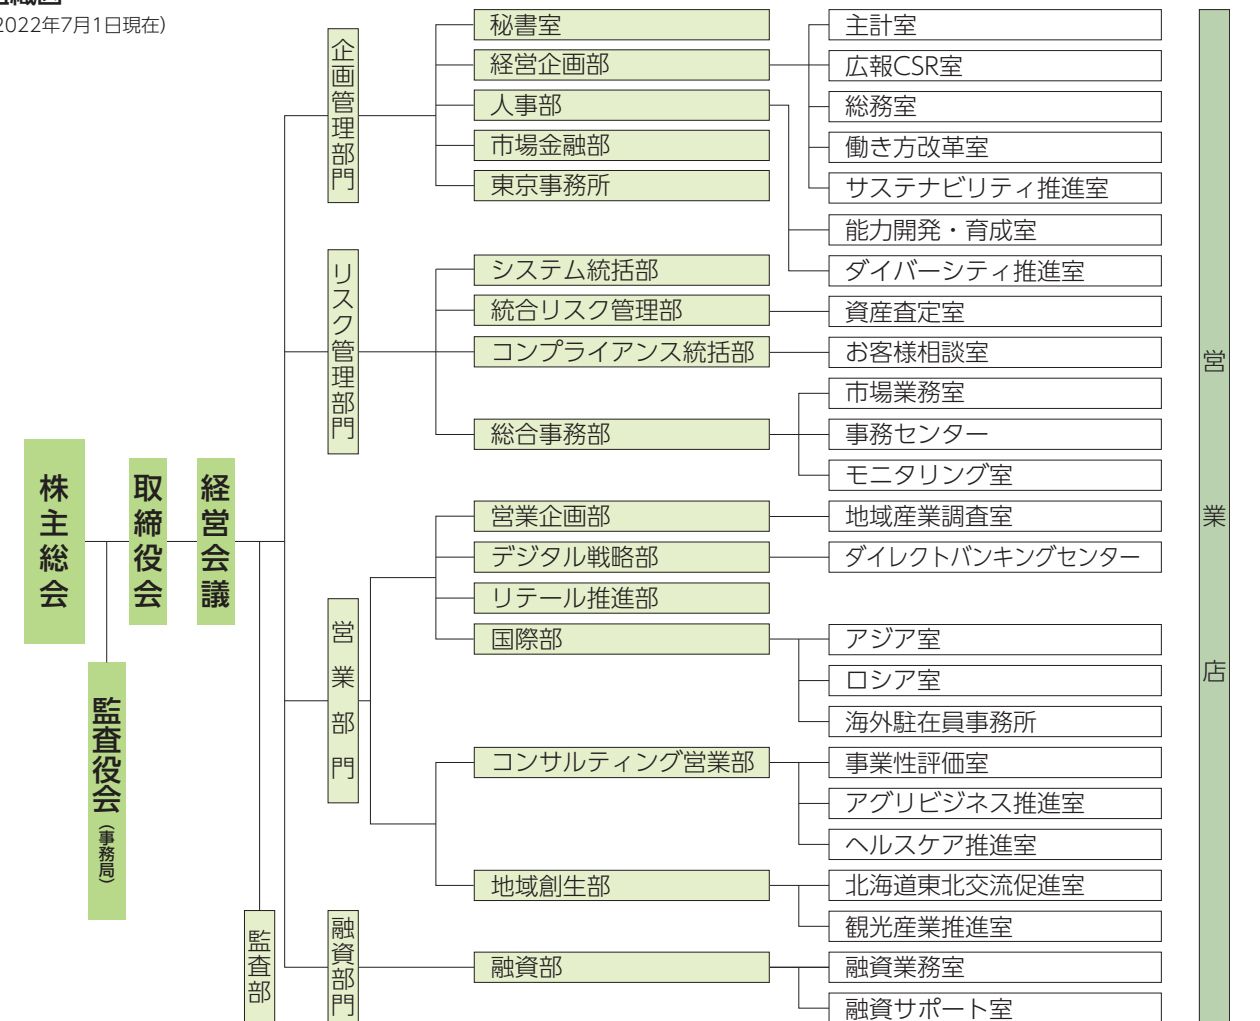 2022年7月1日現在)
株主総会
取締役会
経営会議
監査役会(事務局)
監査部
企画管理部門
秘書室
経営企画部
主計室
広報CSR室
総務室
働き方改革室
サステナビリティ推進室
人事部
能力開発・育成室
ダイバーシティ推進室
市場金融部
東京事務所
リスク管理部門
システム統括部
統合リスク管理部
資産査定室
コンプライアンス統括部
お客様相談室
総合事務部
市場業務室
事務センター
モニタリング室
営業部門
営業企画部
地域産業調査室
デジタル戦略部
ダイレクトバンキングセンター
リテール推進部
国際部
アジア室
ロシア室
海外駐在員事務所
コンサルティング営業部
事業性評価室
アグリビジネス推進室
ヘルスケア推進室
地域創生部
北海道東北交流促進室
観光産業推進室
融資部門
融資部
融資業務室
融資サポート室
営業店